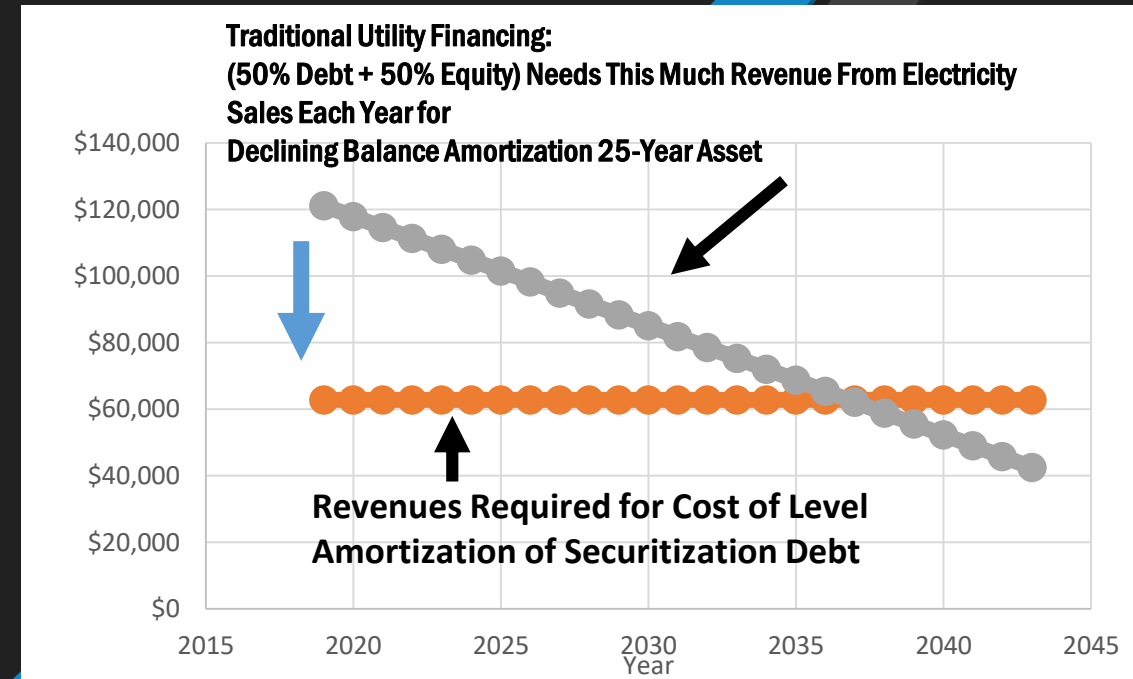 Traditional Utility Financing:
(50% Debt + 50% Equity) Needs This Much Revenue From Electricity
Sales Each Year for
Declining Balance Amortization 25-Year Asset
$140,000
$120,000
$100,000
$80,000
$60,000
$40,000
$20,000
$0
Revenues Required for Cost of Level
Amortization of Securitization Debt
2015 2020 2025 2030 2035 2040 2045
Year